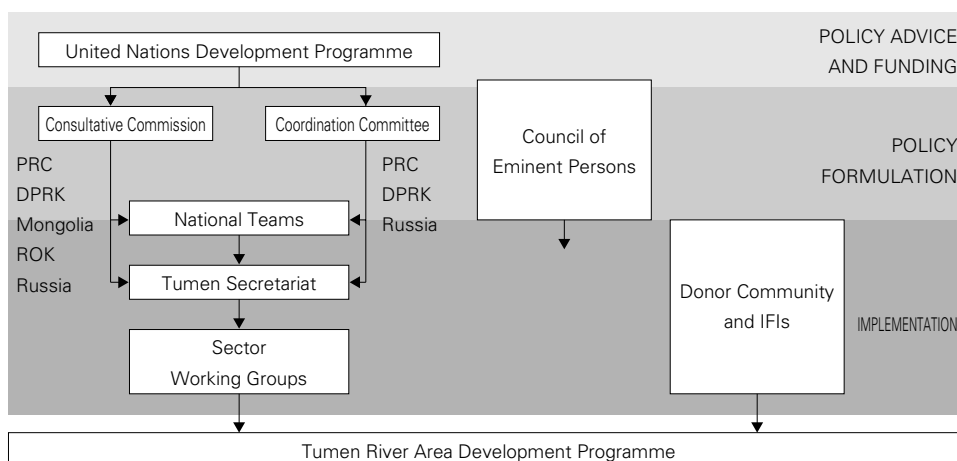 United Nations Development Programme
POLICY ADVICE
AND FUNDING
Consultative Commission
Coordination Committee
Council of
Eminent Persons
POLICY
FORMULATION
PRC
DPRK
Mongolia
ROK
Russia
PRC
DPRK
Russia
National Teams
Tumen Secretariat
Sector
Working Groups
Donor Community
and IFIs
IMPLEMENTATION
Tumen River Area Development Programme